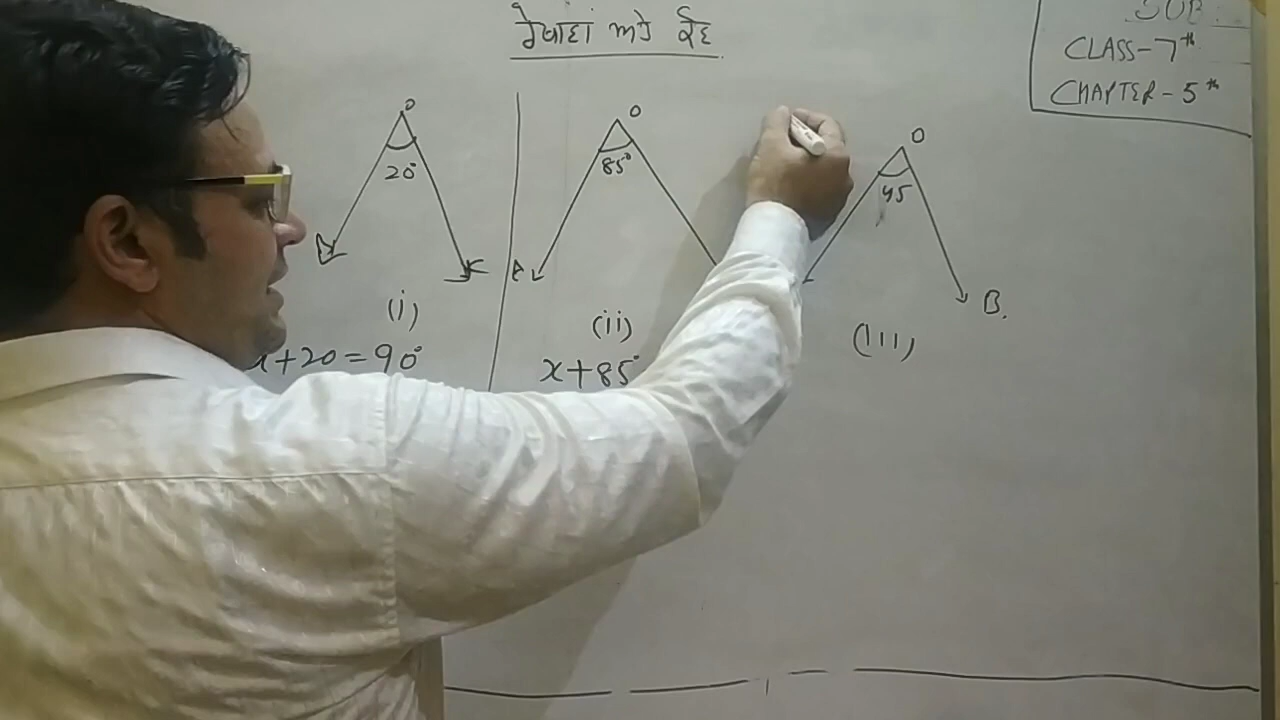 ਰੇਖਾਵਾਂ ਅਤੇ ਕੋਣ
CLASS-7th
CHAPTER-5th
O
20°
K
(i)
x+20=90°
O
85°
A
(ii)
x+85°
O
45
B.
(iii)